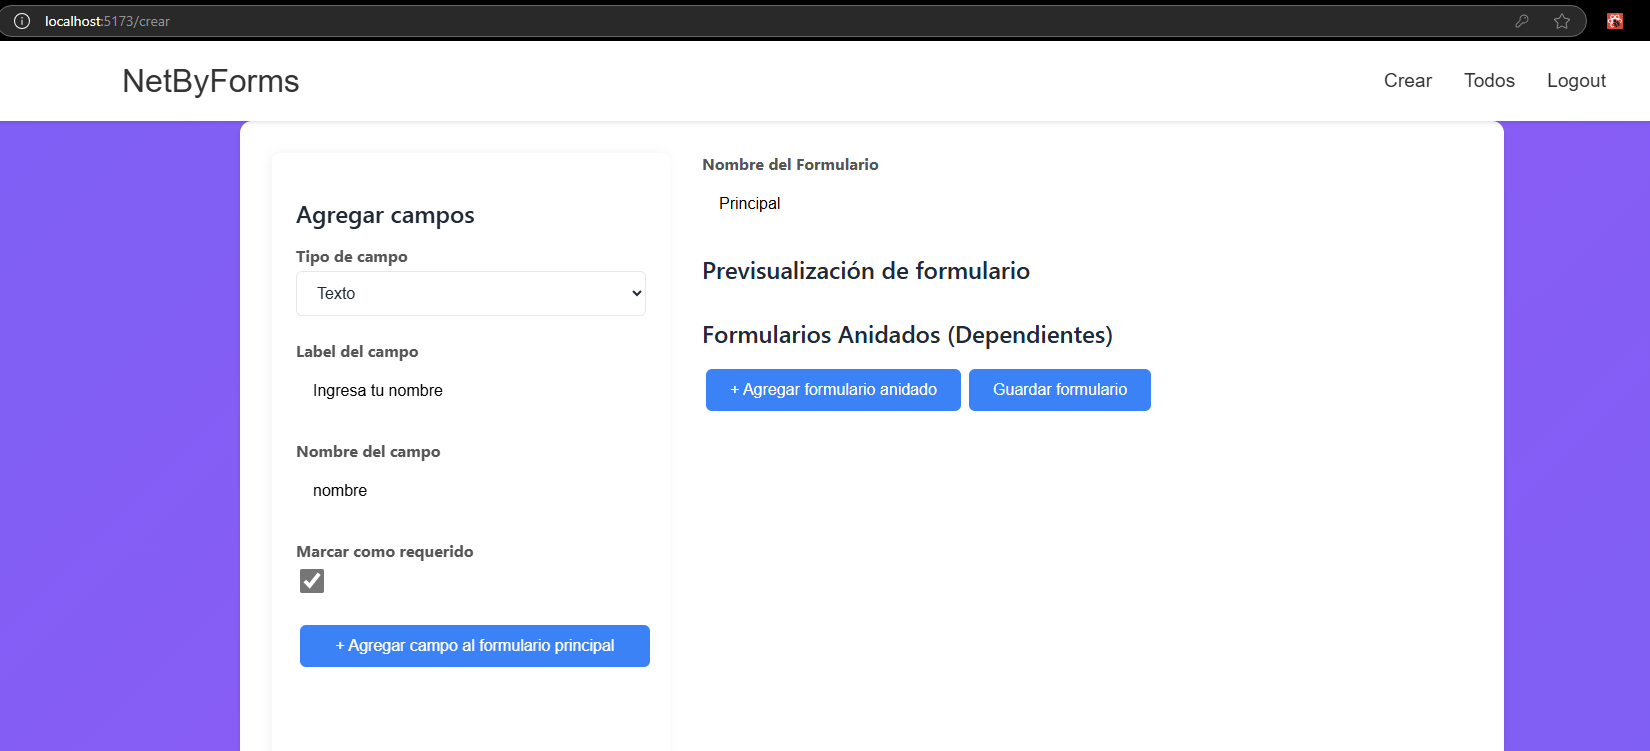 localhost:5173/crear
NetByForms
Crear Todos Logout
Agregar campos
Tipo de campo
Texto
Label del campo
Ingresa tu nombre
Nombre del campo
nombre
Marcar como requerido
+ Agregar campo al formulario principal
Nombre del Formulario
Principal
Previsualización de formulario
Formularios Anidados (Dependientes)
+ Agregar formulario anidado Guardar formulario